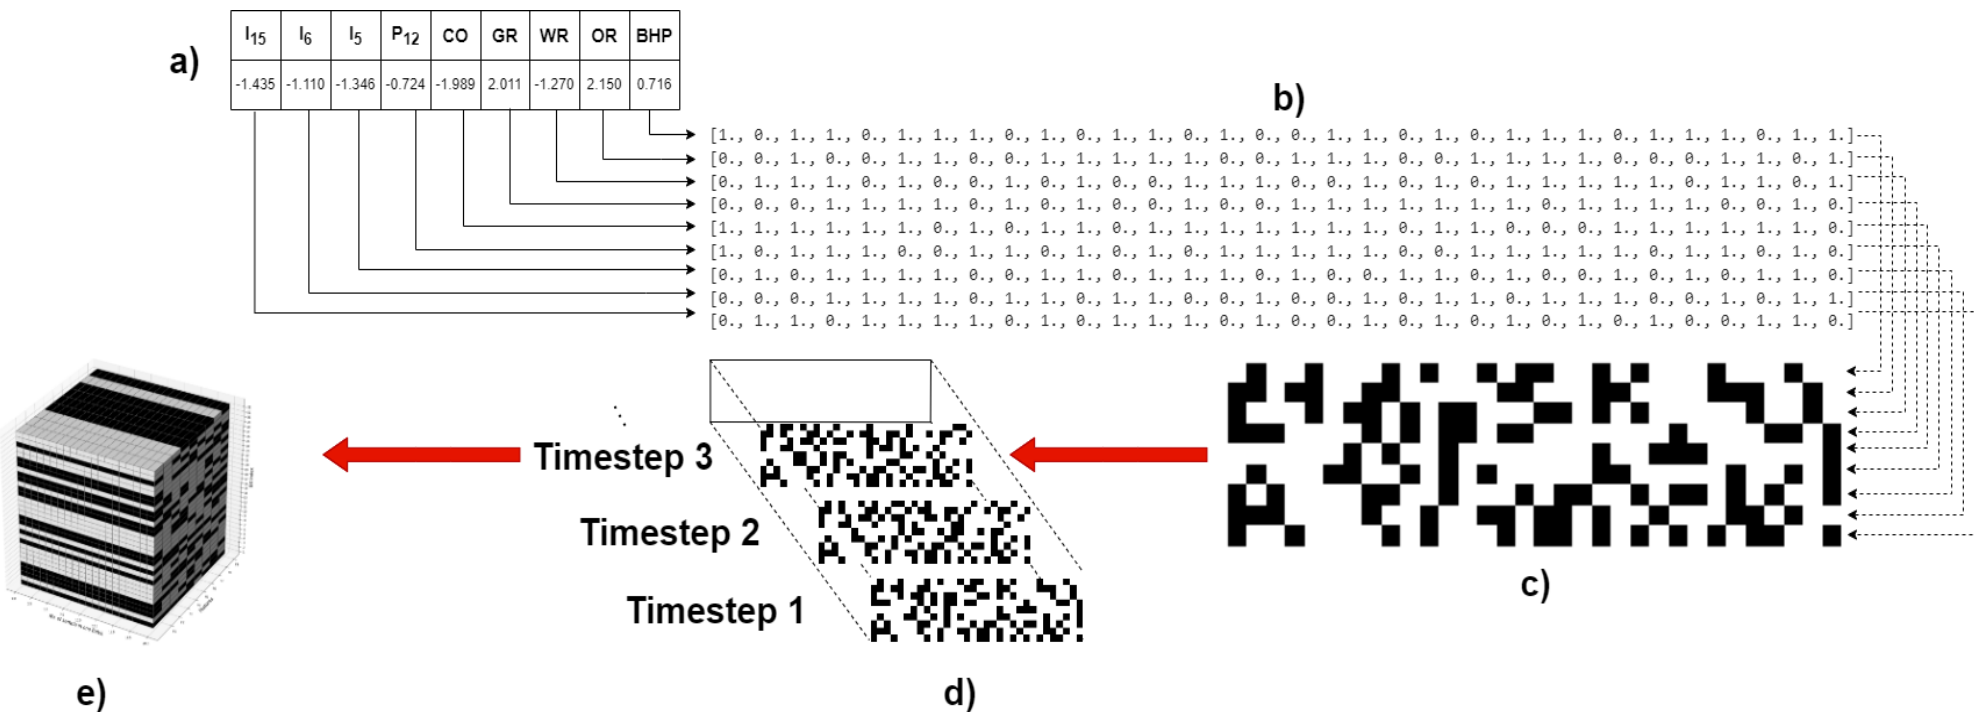 a)
I15 I6 I5 P12 CO GR WR OR BHP
-1.435 -1.110 -1.346 -0.724 -1.989 2.011 -1.270 2.150 0.716
b)
[1., 0., 1., 1., 0., 1., 1., 1., 0., 1., 0., 1., 1., 0., 1., 0., 0., 1., 1., 0., 1., 0., 1., 1., 1., 0., 1., 1., 1., 0., 1., 1.]
[0., 0., 1., 0., 0., 1., 1., 0., 0., 1., 1., 1., 1., 1., 0., 0., 1., 1., 1., 0., 0., 1., 1., 1., 1., 0., 0., 0., 1., 1., 0., 1.]
[0., 1., 1., 1., 0., 1., 0., 0., 1., 0., 1., 0., 0., 1., 1., 1., 0., 0., 1., 0., 1., 0., 1., 1., 1., 1., 1., 0., 1., 1., 0., 1.]
[0., 0., 0., 1., 1., 1., 1., 1., 1., 1., 1., 0., 0., 1., 0., 0., 1., 1., 1., 1., 1., 1., 1., 0., 1., 1., 1., 1., 0., 0., 1., 0.]
[1., 1., 1., 1., 1., 1., 0., 1., 0., 1., 1., 0., 1., 1., 1., 1., 1., 1., 1., 0., 1., 1., 0., 0., 0., 1., 1., 1., 1., 1., 1., 0.]
[1., 0., 1., 1., 1., 0., 0., 1., 0., 1., 1., 0., 1., 0., 1., 1., 1., 1., 1., 0., 0., 1., 1., 1., 1., 1., 0., 1., 0., 1., 1., 0.]
[0., 1., 0., 1., 1., 1., 1., 0., 0., 1., 1., 0., 1., 1., 1., 0., 1., 0., 0., 1., 1., 0., 1., 0., 0., 1., 0., 1., 0., 1., 1., 0.]
[0., 0., 0., 1., 1., 1., 1., 0., 1., 1., 0., 1., 1., 0., 0., 1., 0., 0., 1., 0., 1., 1., 0., 1., 1., 1., 0., 0., 1., 0., 1., 1.]
[0., 1., 1., 0., 1., 1., 1., 1., 0., 1., 0., 1., 1., 1., 0., 1., 0., 0., 1., 0., 1., 0., 1., 0., 1., 0., 1., 0., 0., 1., 1., 0.]
Timestep 3
Timestep 2
Timestep 1
c)
d)
e)